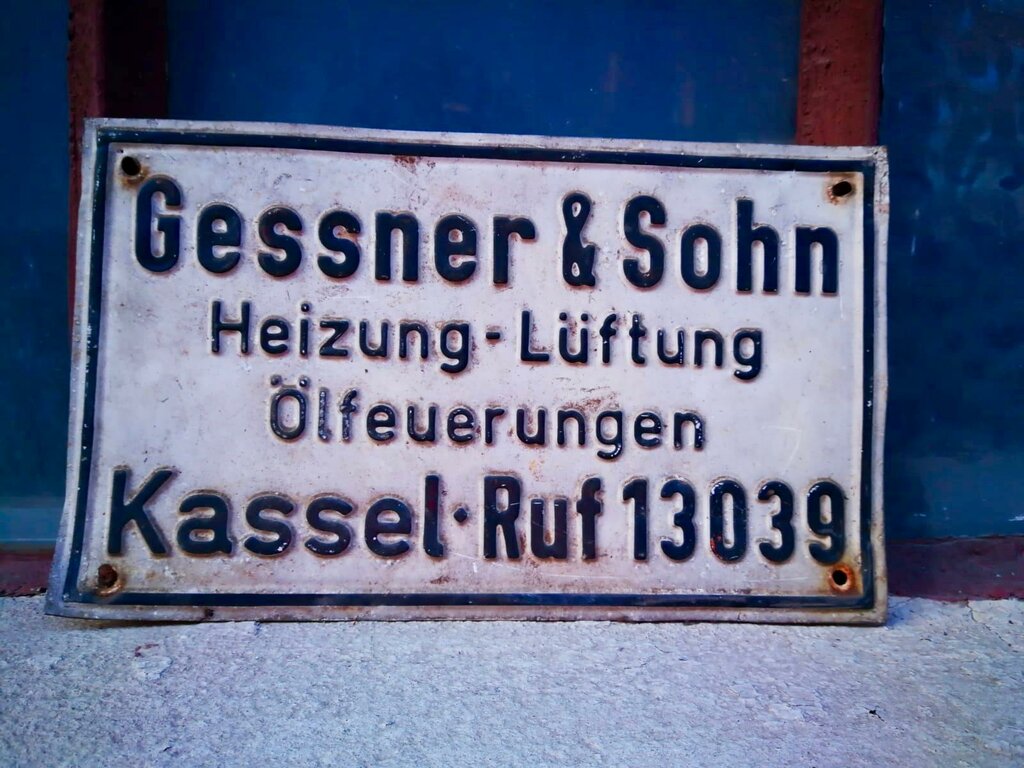 Gessner & Sohn
Heizung - Lüftung
Ölfeuerungen
Kassel · Ruf 13039